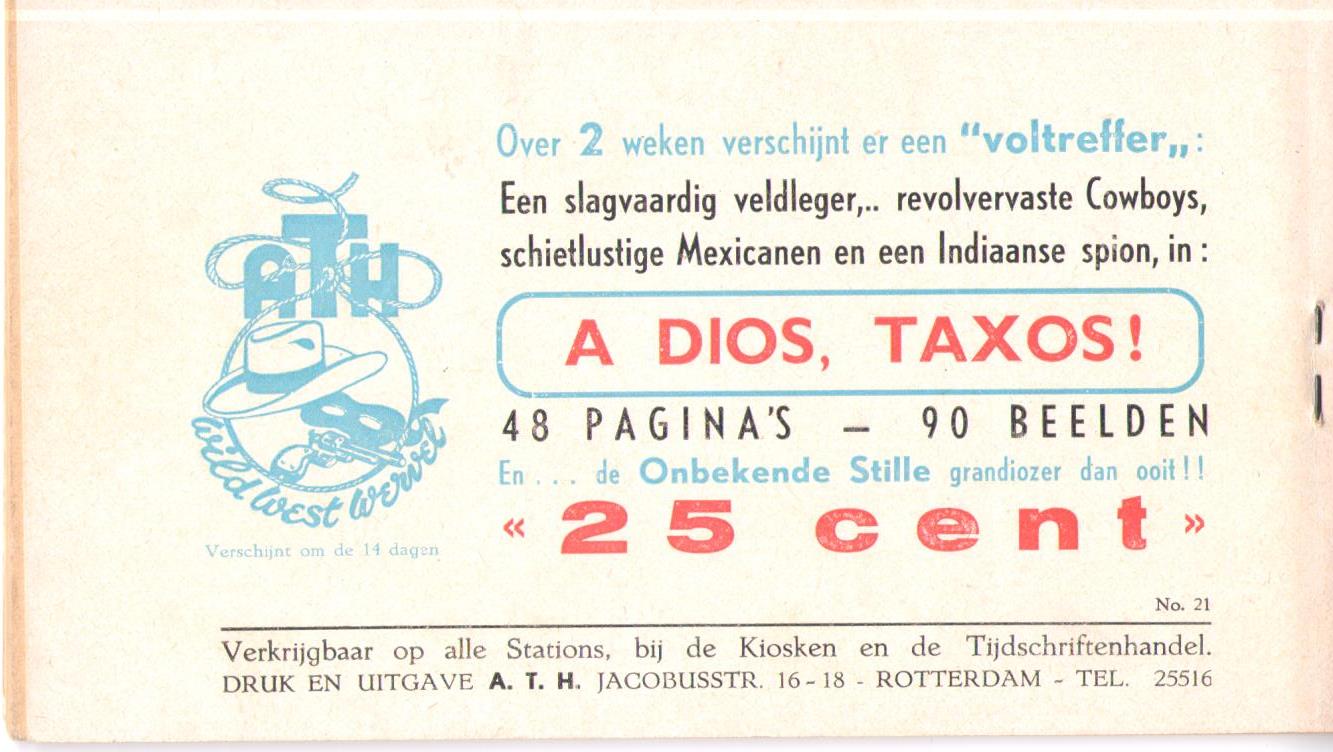 ATH
wild west wervel
Verschijnt om de 14 dagen
Over 2 weken verschijnt er een "voltreffer„:
Een slagvaardig veldleger,.. revolvervaste Cowboys,
schietlustige Mexicanen en een Indiaanse spion, in :
A DIOS, TAXOS!
48 PAGINA'S — 90 BEELDEN
En ... de Onbekende Stille grandiozer dan ooit!!
« 25 cent »
No. 21
Verkrijgbaar op alle Stations, bij de Kiosken en de Tijdschriftenhandel.
DRUK EN UITGAVE A. T. H. JACOBUSSTR. 16-18 - ROTTERDAM - TEL. 25516